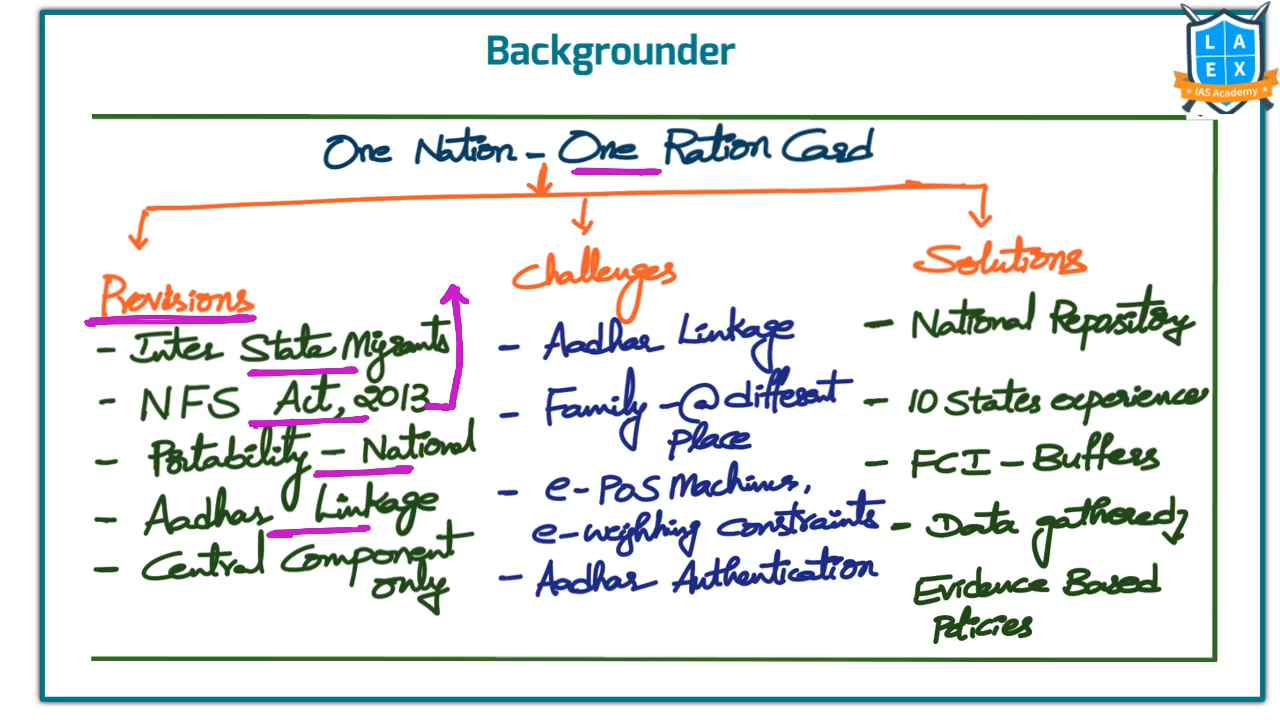 Backgrounder
L A
E X
IAS Academy
One Nation - One Ration Card
Provisions
- Inter State Migrants
- NFS Act, 2013
- Portability - National
- Aadhar Linkage
- Central Component
only
Challenges
- Aadhar Linkage
- Family - @ different
Place
- e-PoS Machines,
e-weighing constraints
- Aadhar Authentication
Solutions
- National Repository
- 10 States experience
- FCI - Buffers
- Data gathered
Evidence Based
Policies